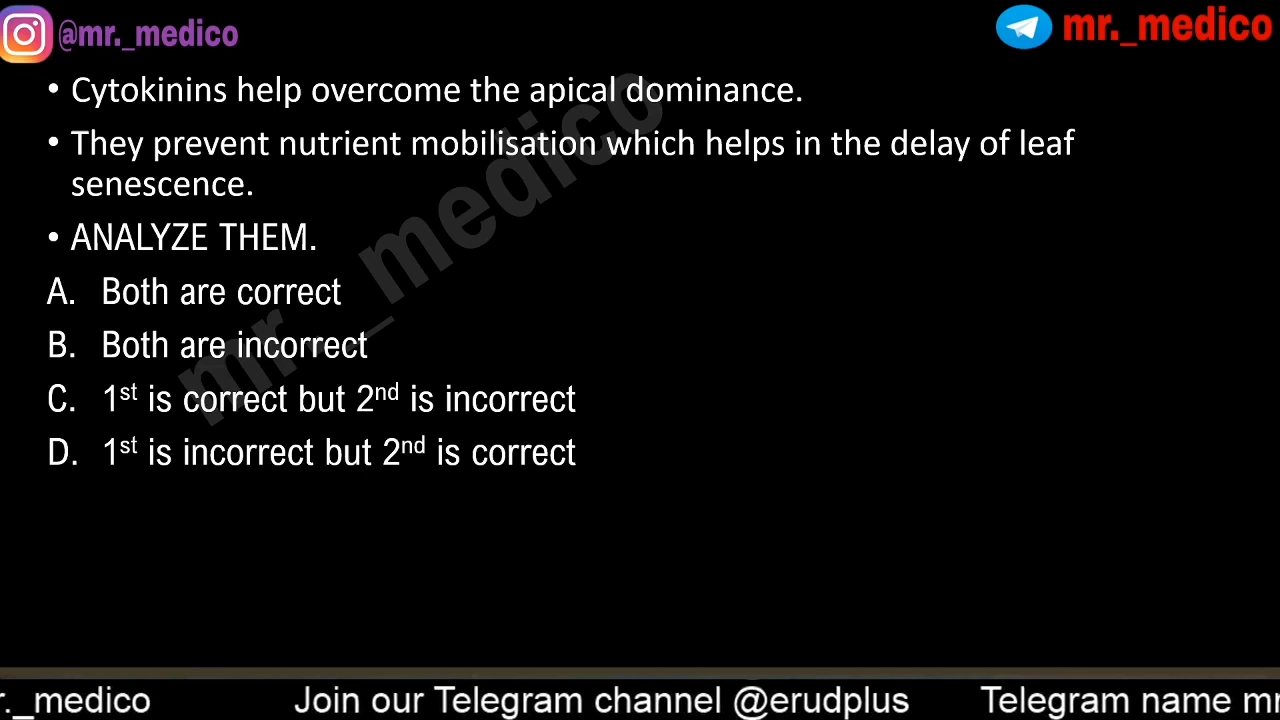 @mr._medico
mr._medico
• Cytokinins help overcome the apical dominance.
• They prevent nutrient mobilisation which helps in the delay of leaf
senescence.
• ANALYZE THEM.
A. Both are correct
B. Both are incorrect
C. 1st is correct but 2nd is incorrect
D. 1st is incorrect but 2nd is correct
mr._medico
r._medico Join our Telegram channel @erudplus Telegram name mr